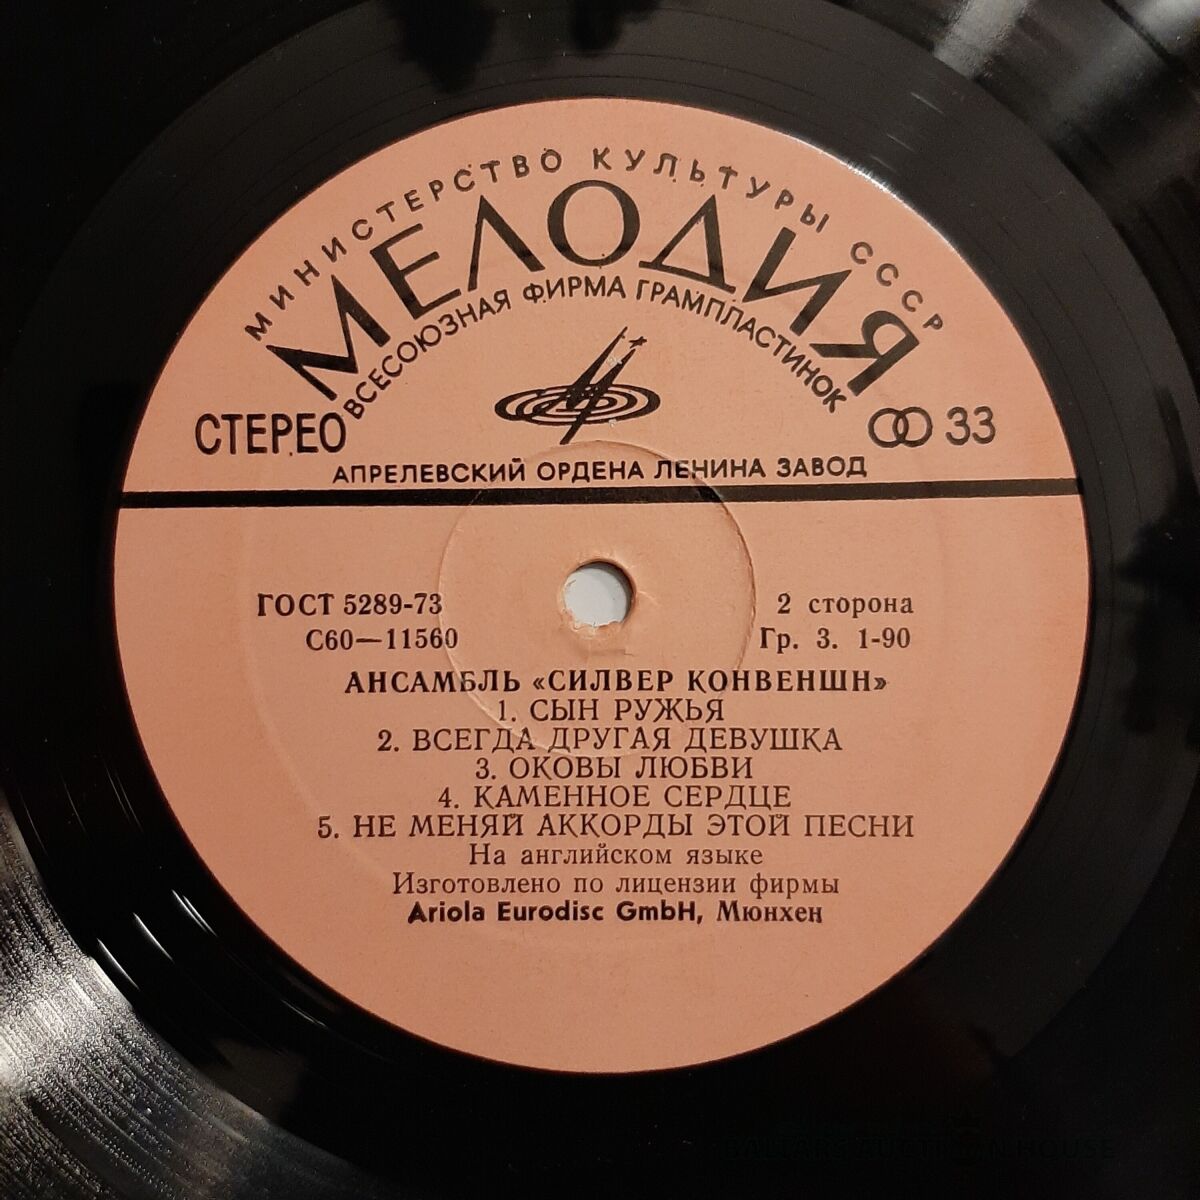 МИНИСТЕРСТВО КУЛЬТУРЫ СССР
МЕЛОДИЯ
ВСЕСОЮЗНАЯ ФИРМА ГРАМПЛАСТИНОК
СТЕРЕО
33
АПРЕЛЕВСКИЙ ОРДЕНА ЛЕНИНА ЗАВОД
ГОСТ 5289-73
2 сторона
С60—11560
Гр. 3. 1-90
АНСАМБЛЬ «СИЛВЕР КОНВЕНШН»
1. СЫН РУЖЬЯ
2. ВСЕГДА ДРУГАЯ ДЕВУШКА
3. ОКОВЫ ЛЮБВИ
4. КАМЕННОЕ СЕРДЦЕ
5. НЕ МЕНЯЙ АККОРДЫ ЭТОЙ ПЕСНИ
На английском языке
Изготовлено по лицензии фирмы
Ariola Eurodisc GmbH, Мюнхен
BALTARS AUCTION HOUSE